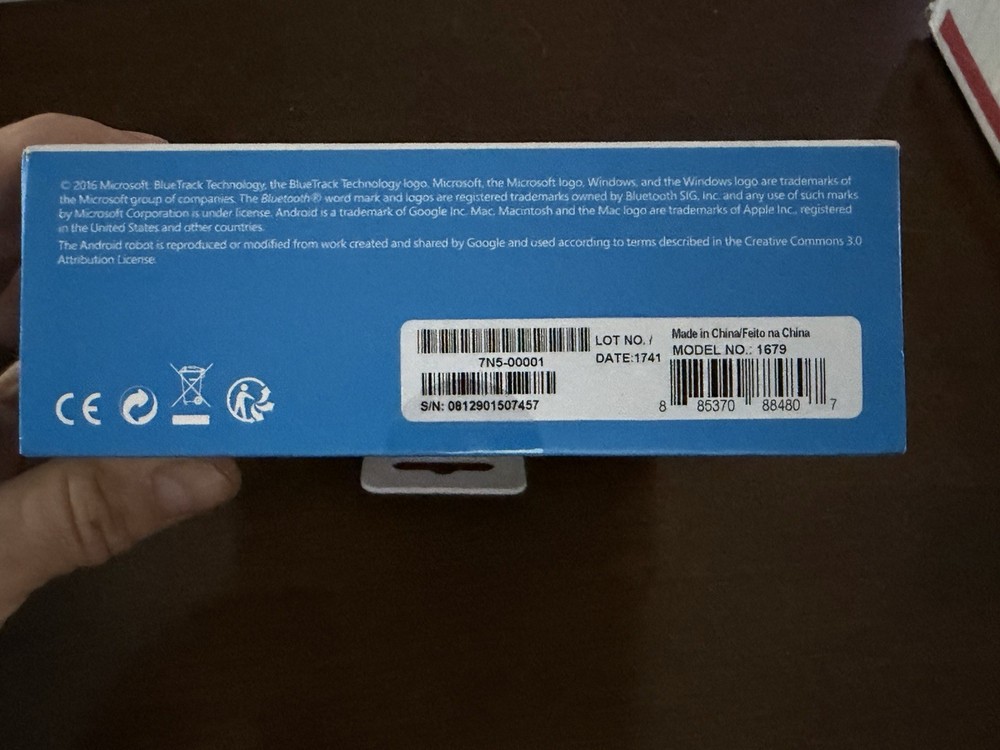 © 2016 Microsoft. BlueTrack Technology, the BlueTrack Technology logo, Microsoft, the Microsoft logo, Windows, and the Windows logo are trademarks of
the Microsoft group of companies. The Bluetooth® word mark and logos are registered trademarks owned by Bluetooth SIG, Inc. and any use of such marks
by Microsoft Corporation is under license. Android is a trademark of Google Inc. Mac, Macintosh and the Mac logo are trademarks of Apple Inc., registered
in the United States and other countries.
The Android robot is reproduced or modified from work created and shared by Google and used according to terms described in the Creative Commons 3.0
Attribution License.
CE
7N5-00001
S/N: 0812901507457
LOT NO. /
DATE:1741
Made in China/Feito na China
MODEL NO.: 1679
8 85370 88480 7